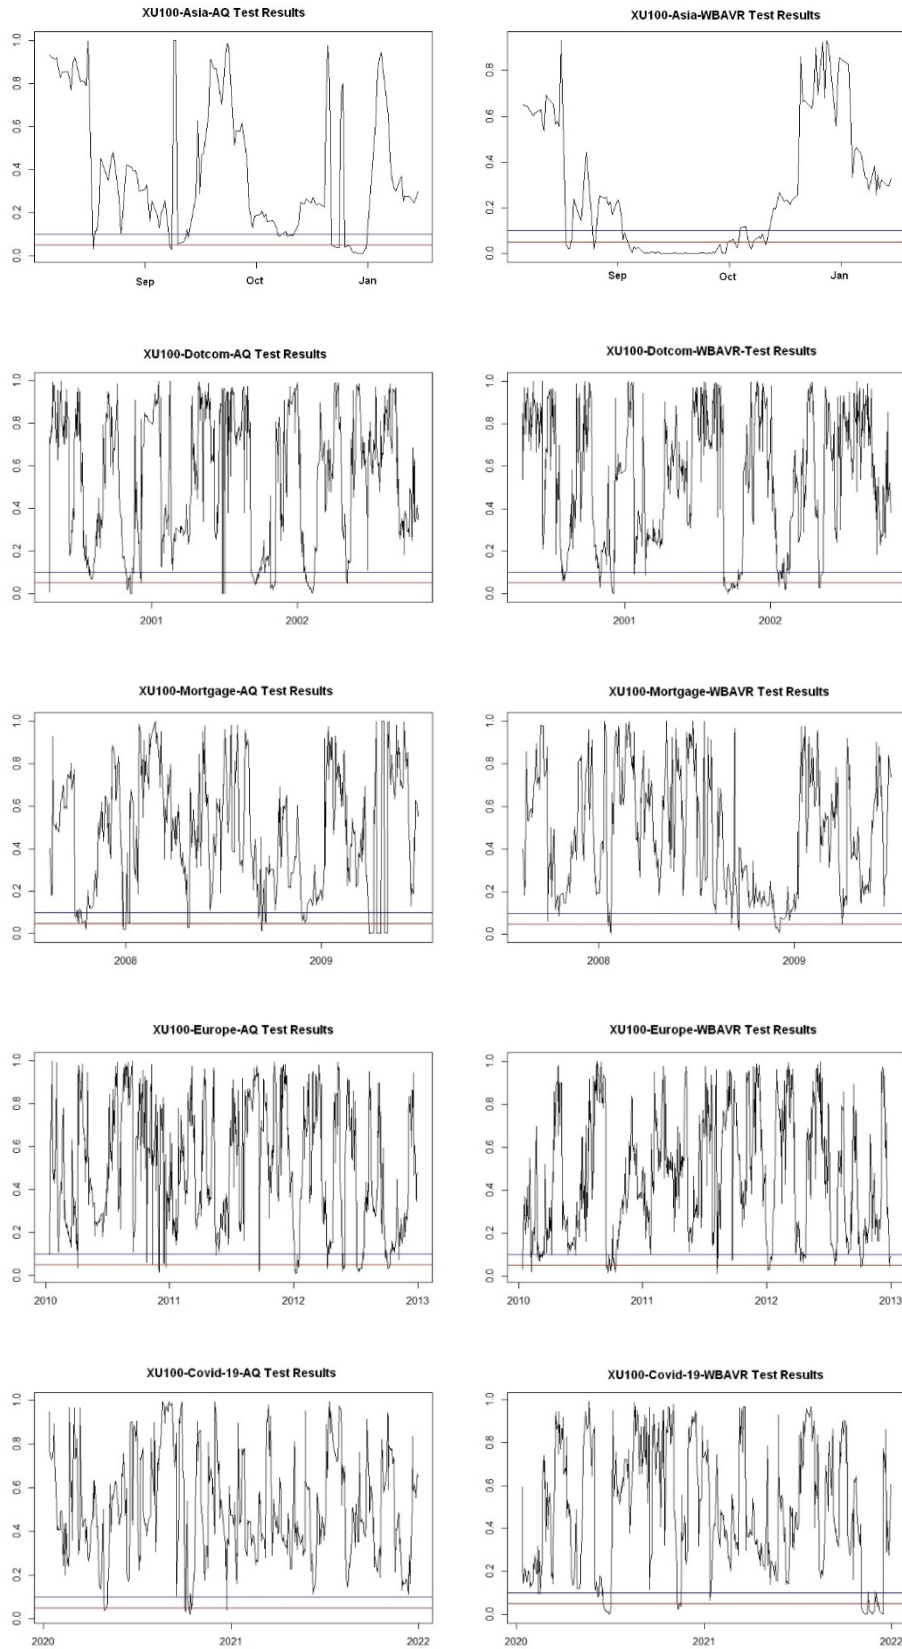 XU100-Asia-AQ Test Results
0.0 0.2 0.4 0.6 0.8 1.0
Sep Oct Jan
XU100-Asia-WBAVR Test Results
0.0 0.2 0.4 0.6 0.8
Sep Oct Jan
XU100-Dotcom-AQ Test Results
0.0 0.2 0.4 0.6 0.8 1.0
2001 2002
XU100-Dotcom-WBAVR-Test Results
0.0 0.2 0.4 0.6 0.8 1.0
2001 2002
XU100-Mortgage-AQ Test Results
0.0 0.2 0.4 0.6 0.8 1.0
2008 2009
XU100-Mortgage-WBAVR Test Results
0.0 0.2 0.4 0.6 0.8 1.0
2008 2009
XU100-Europe-AQ Test Results
0.0 0.2 0.4 0.6 0.8 1.0
2010 2011 2012 2013
XU100-Europe-WBAVR Test Results
0.0 0.2 0.4 0.6 0.8 1.0
2010 2011 2012 2013
XU100-Covid-19-AQ Test Results
0.0 0.2 0.4 0.6 0.8 1.0
2020 2021 2022
XU100-Covid-19-WBAVR Test Results
0.0 0.2 0.4 0.6 0.8 1.0
2020 2021 2022